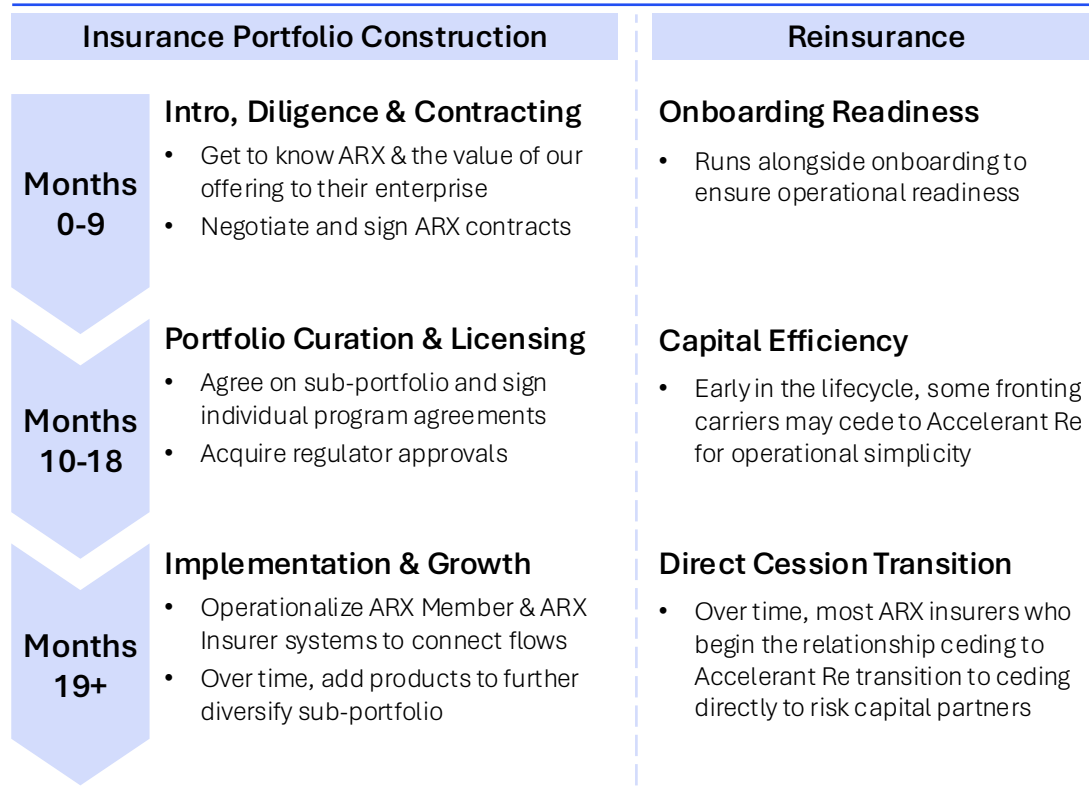 Insurance Portfolio Construction
Reinsurance
Months
0-9
Intro, Diligence & Contracting
• Get to know ARX & the value of our
offering to their enterprise
• Negotiate and sign ARX contracts
Onboarding Readiness
• Runs alongside onboarding to
ensure operational readiness
Months
10-18
Portfolio Curation & Licensing
• Agree on sub-portfolio and sign
individual program agreements
• Acquire regulator approvals
Capital Efficiency
• Early in the lifecycle, some fronting
carriers may cede to Accelerant Re
for operational simplicity
Months
19+
Implementation & Growth
• Operationalize ARX Member & ARX
Insurer systems to connect flows
• Over time, add products to further
diversify sub-portfolio
Direct Cession Transition
• Over time, most ARX insurers who
begin the relationship ceding to
Accelerant Re transition to ceding
directly to risk capital partners